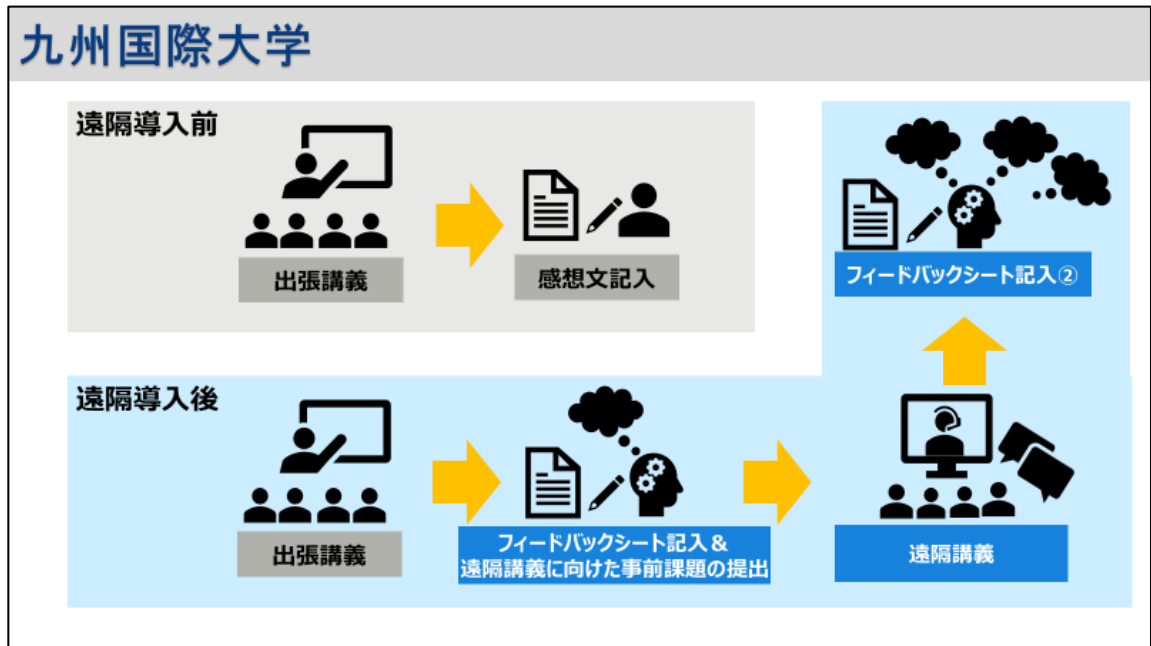 九州国際大学
遠隔導入前
出張講義
感想文記入
フィードバックシート記入②
遠隔導入後
出張講義
フィードバックシート記入＆
遠隔講義に向けた事前課題の提出
遠隔講義